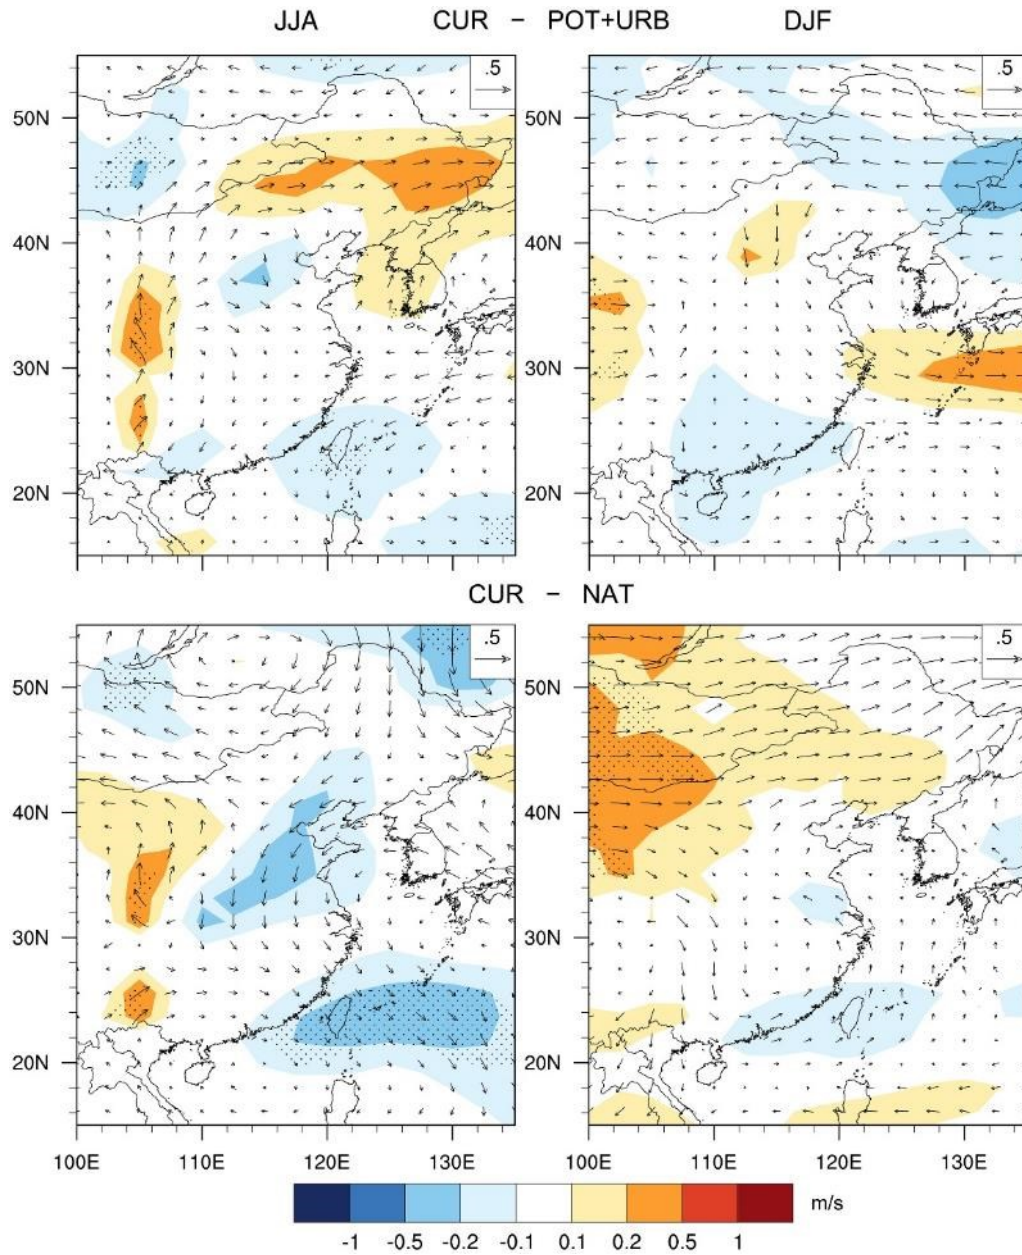 JJA CUR – POT+URB DJF
.5 .5
50N 50N
40N 40N
30N 30N
20N 20N
CUR – NAT
.5 .5
50N 50N
40N 40N
30N 30N
20N 20N
100E 110E 120E 130E 100E 110E 120E 130E
m/s
-1 -0.5 -0.2 -0.1 0.1 0.2 0.5 1